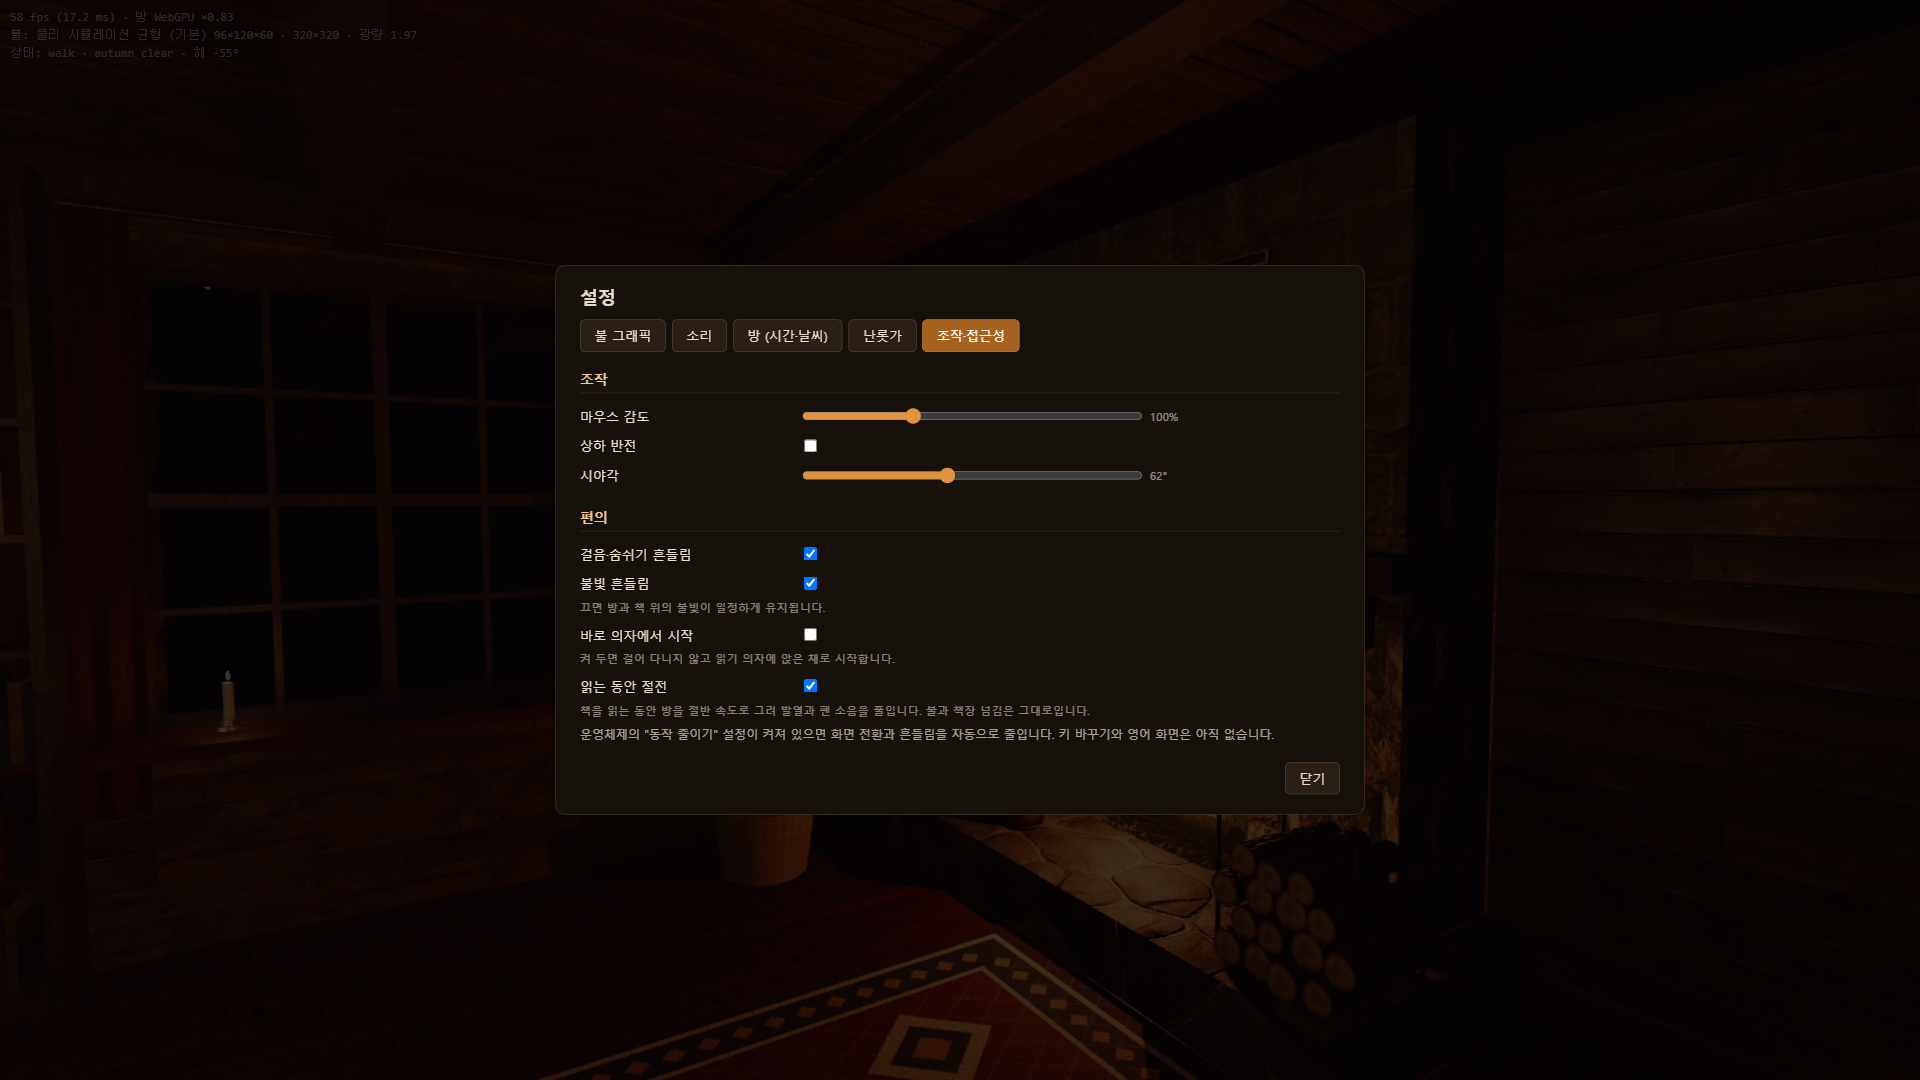 58 fps (17.2 ms) · 방 WebGPU ×0.83
불: 물리 시뮬레이션 균형 (기본) 96×120×60 · 320×320 · 광량 1.97
상태: walk · autumn clear · 해 -55°
설정
불 그래픽 소리 방 (시간·날씨) 난롯가 조작·접근성
조작
마우스 감도 100%
상하 반전
시야각 62°
편의
걸음·숨쉬기 흔들림
불빛 흔들림
끄면 방과 책 위의 불빛이 일정하게 유지됩니다.
바로 의자에서 시작
켜 두면 걸어 다니지 않고 읽기 의자에 앉은 채로 시작합니다.
읽는 동안 절전
책을 읽는 동안 방을 절반 속도로 그려 발열과 팬 소음을 줄입니다. 불과 책장 넘김은 그대로입니다.
운영체제의 "동작 줄이기" 설정이 켜져 있으면 화면 전환과 흔들림을 자동으로 줄입니다. 키 바꾸기와 영어 화면은 아직 없습니다.
닫기